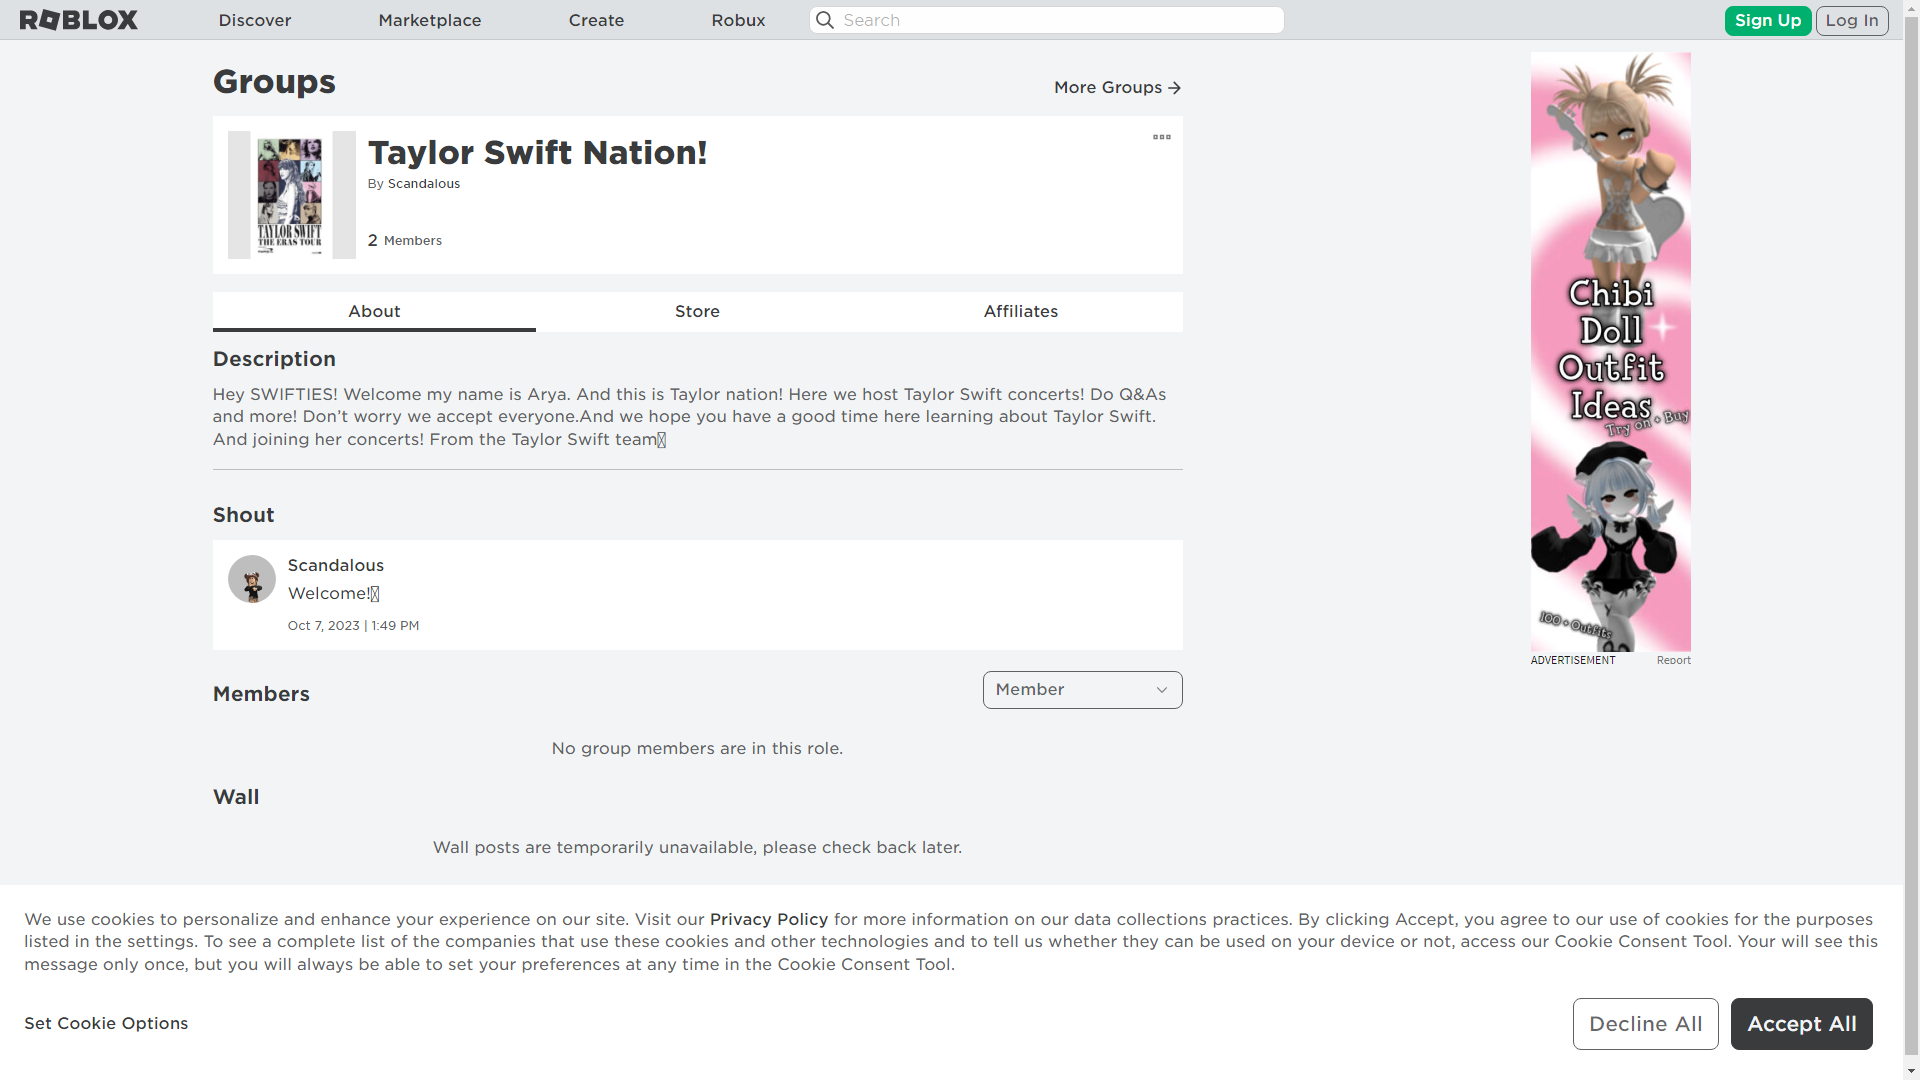 ROBLOX
Discover
Marketplace
Create
Robux
Search
Sign Up
Log In
Groups
More Groups →
TAYLOR SWIFT
THE ERAS TOUR
Taylor Swift Nation!
By Scandalous
2 Members
About
Store
Affiliates
Description
Hey SWIFTIES! Welcome my name is Arya. And this is Taylor nation! Here we host Taylor Swift concerts! Do Q&As
and more! Don’t worry we accept everyone.And we hope you have a good time here learning about Taylor Swift.
And joining her concerts! From the Taylor Swift team
Shout
Scandalous
Welcome!
Oct 7, 2023 | 1:49 PM
Members
Member
No group members are in this role.
Wall
Wall posts are temporarily unavailable, please check back later.
Chibi
Doll
Outfit
Ideas
Try on + Buy
100 + Outfits
ADVERTISEMENT
Report
We use cookies to personalize and enhance your experience on our site. Visit our Privacy Policy for more information on our data collections practices. By clicking Accept, you agree to our use of cookies for the purposes
listed in the settings. To see a complete list of the companies that use these cookies and other technologies and to tell us whether they can be used on your device or not, access our Cookie Consent Tool. Your will see this
message only once, but you will always be able to set your preferences at any time in the Cookie Consent Tool.
Set Cookie Options
Decline All
Accept All